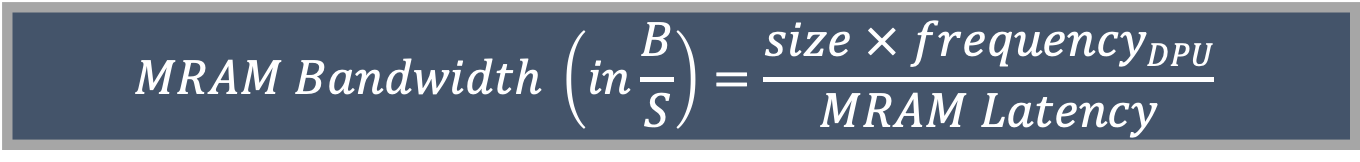 MRAM Bandwidth (in B/S) = size × frequency_DPU / MRAM Latency